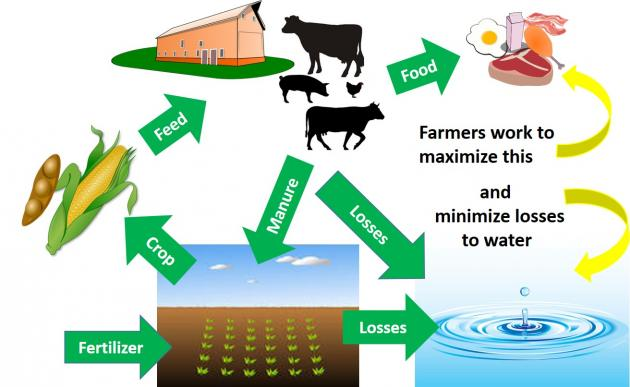 Food
Feed
Farmers work to
maximize this
and
minimize losses
to water
Manure
Losses
Crop
Fertilizer
Losses